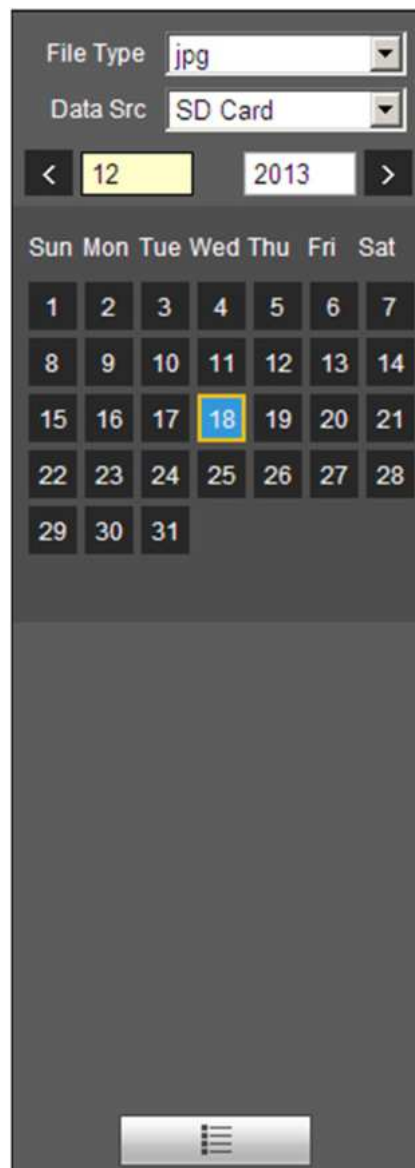 File Type jpg
Data Src SD Card
< 12 2013 >
Sun Mon Tue Wed Thu Fri Sat
1 2 3 4 5 6 7
8 9 10 11 12 13 14
15 16 17 18 19 20 21
22 23 24 25 26 27 28
29 30 31